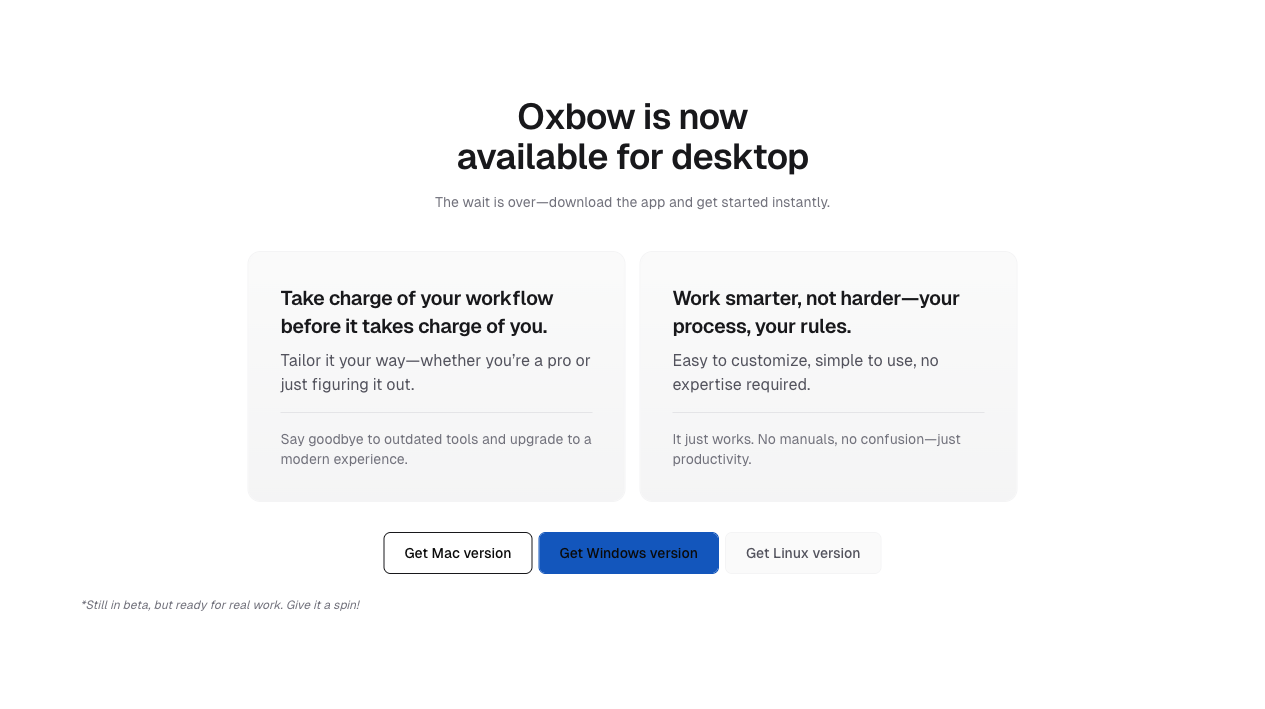 Oxbow is now
available for desktop
The wait is over—download the app and get started instantly.
Take charge of your workflow
before it takes charge of you.
Tailor it your way—whether you’re a pro or
just figuring it out.
Say goodbye to outdated tools and upgrade to a
modern experience.
Work smarter, not harder—your
process, your rules.
Easy to customize, simple to use, no
expertise required.
It just works. No manuals, no confusion—just
productivity.
Get Mac version
Get Windows version
Get Linux version
*Still in beta, but ready for real work. Give it a spin!